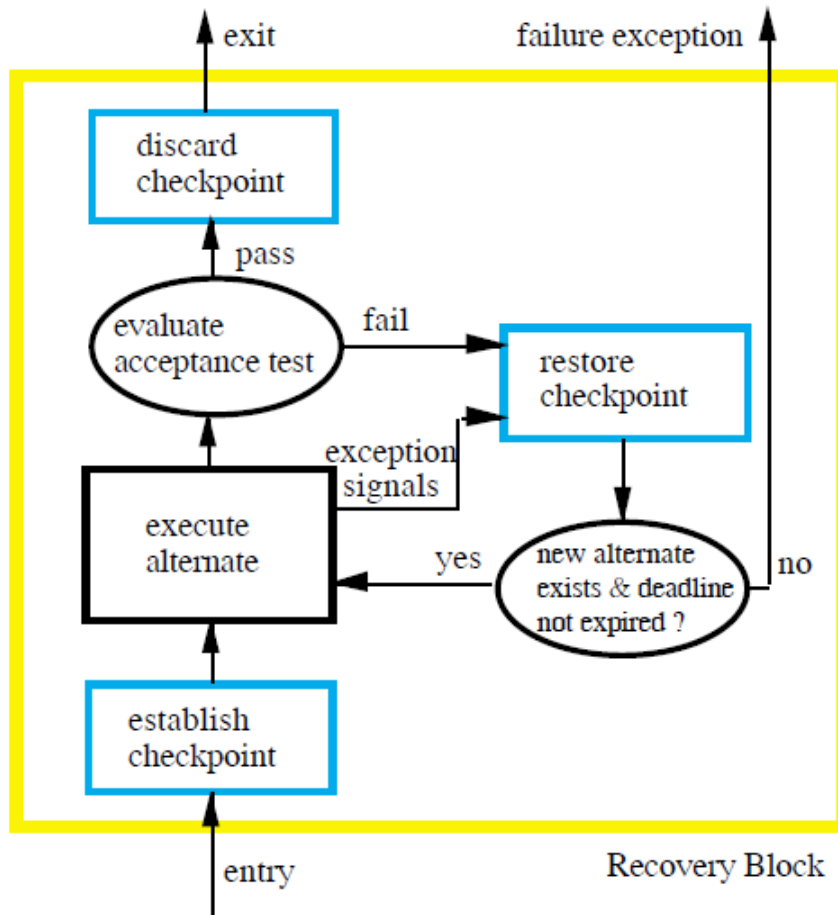 exit
failure exception
discard
checkpoint
pass
evaluate
acceptance test
fail
restore
checkpoint
exception
signals
execute
alternate
yes
new alternate
exists & deadline
not expired ?
no
establish
checkpoint
entry
Recovery Block